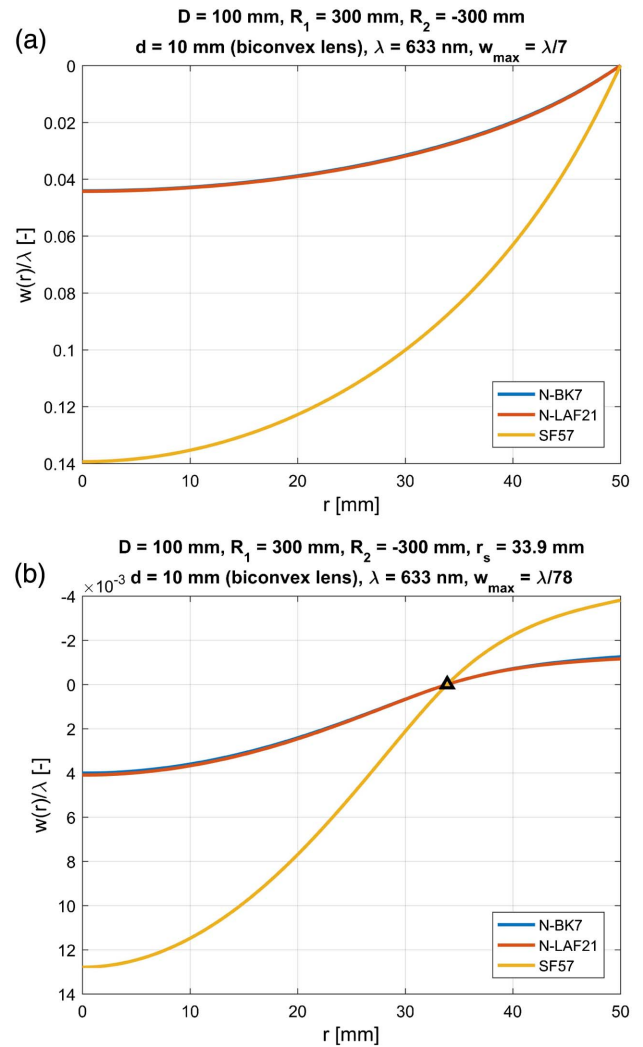 D = 100 mm, R1 = 300 mm, R2 = -300 mm
(a)
d = 10 mm (biconvex lens), λ = 633 nm, wmax = λ/7
0
0.02
0.04
0.06
0.08
0.1
0.12
0.14
w(r)/λ [-]
N-BK7
N-LAF21
SF57
0 10 20 30 40 50
r [mm]
D = 100 mm, R1 = 300 mm, R2 = -300 mm, rs = 33.9 mm
(b)
d = 10 mm (biconvex lens), λ = 633 nm, wmax = λ/78
×10-3
-4
-2
0
2
4
6
8
10
12
14
w(r)/λ [-]
N-BK7
N-LAF21
SF57
0 10 20 30 40 50
r [mm]